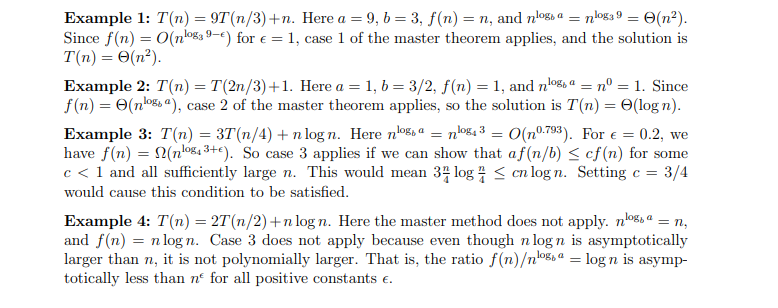 Example 1: T(n) = 9T(n/3)+n. Here a = 9, b = 3, f(n) = n, and n^{log_b a} = n^{log_3 9} = Θ(n²).
Since f(n) = O(n^{log_3 9−ϵ}) for ϵ = 1, case 1 of the master theorem applies, and the solution is
T(n) = Θ(n²).
Example 2: T(n) = T(2n/3)+1. Here a = 1, b = 3/2, f(n) = 1, and n^{log_b a} = n⁰ = 1. Since
f(n) = Θ(n^{log_b a}), case 2 of the master theorem applies, so the solution is T(n) = Θ(log n).
Example 3: T(n) = 3T(n/4) + n log n. Here n^{log_b a} = n^{log_4 3} = O(n^{0.793}). For ϵ = 0.2, we
have f(n) = Ω(n^{log_4 3+ϵ}). So case 3 applies if we can show that af(n/b) ≤ cf(n) for some
c < 1 and all sufficiently large n. This would mean 3\frac{n}{4} log \frac{n}{4} ≤ cn log n. Setting c = 3/4
would cause this condition to be satisfied.
Example 4: T(n) = 2T(n/2)+n log n. Here the master method does not apply. n^{log_b a} = n,
and f(n) = n log n. Case 3 does not apply because even though n log n is asymptotically
larger than n, it is not polynomially larger. That is, the ratio f(n)/n^{log_b a} = log n is asymp-
totically less than n^ϵ for all positive constants ϵ.